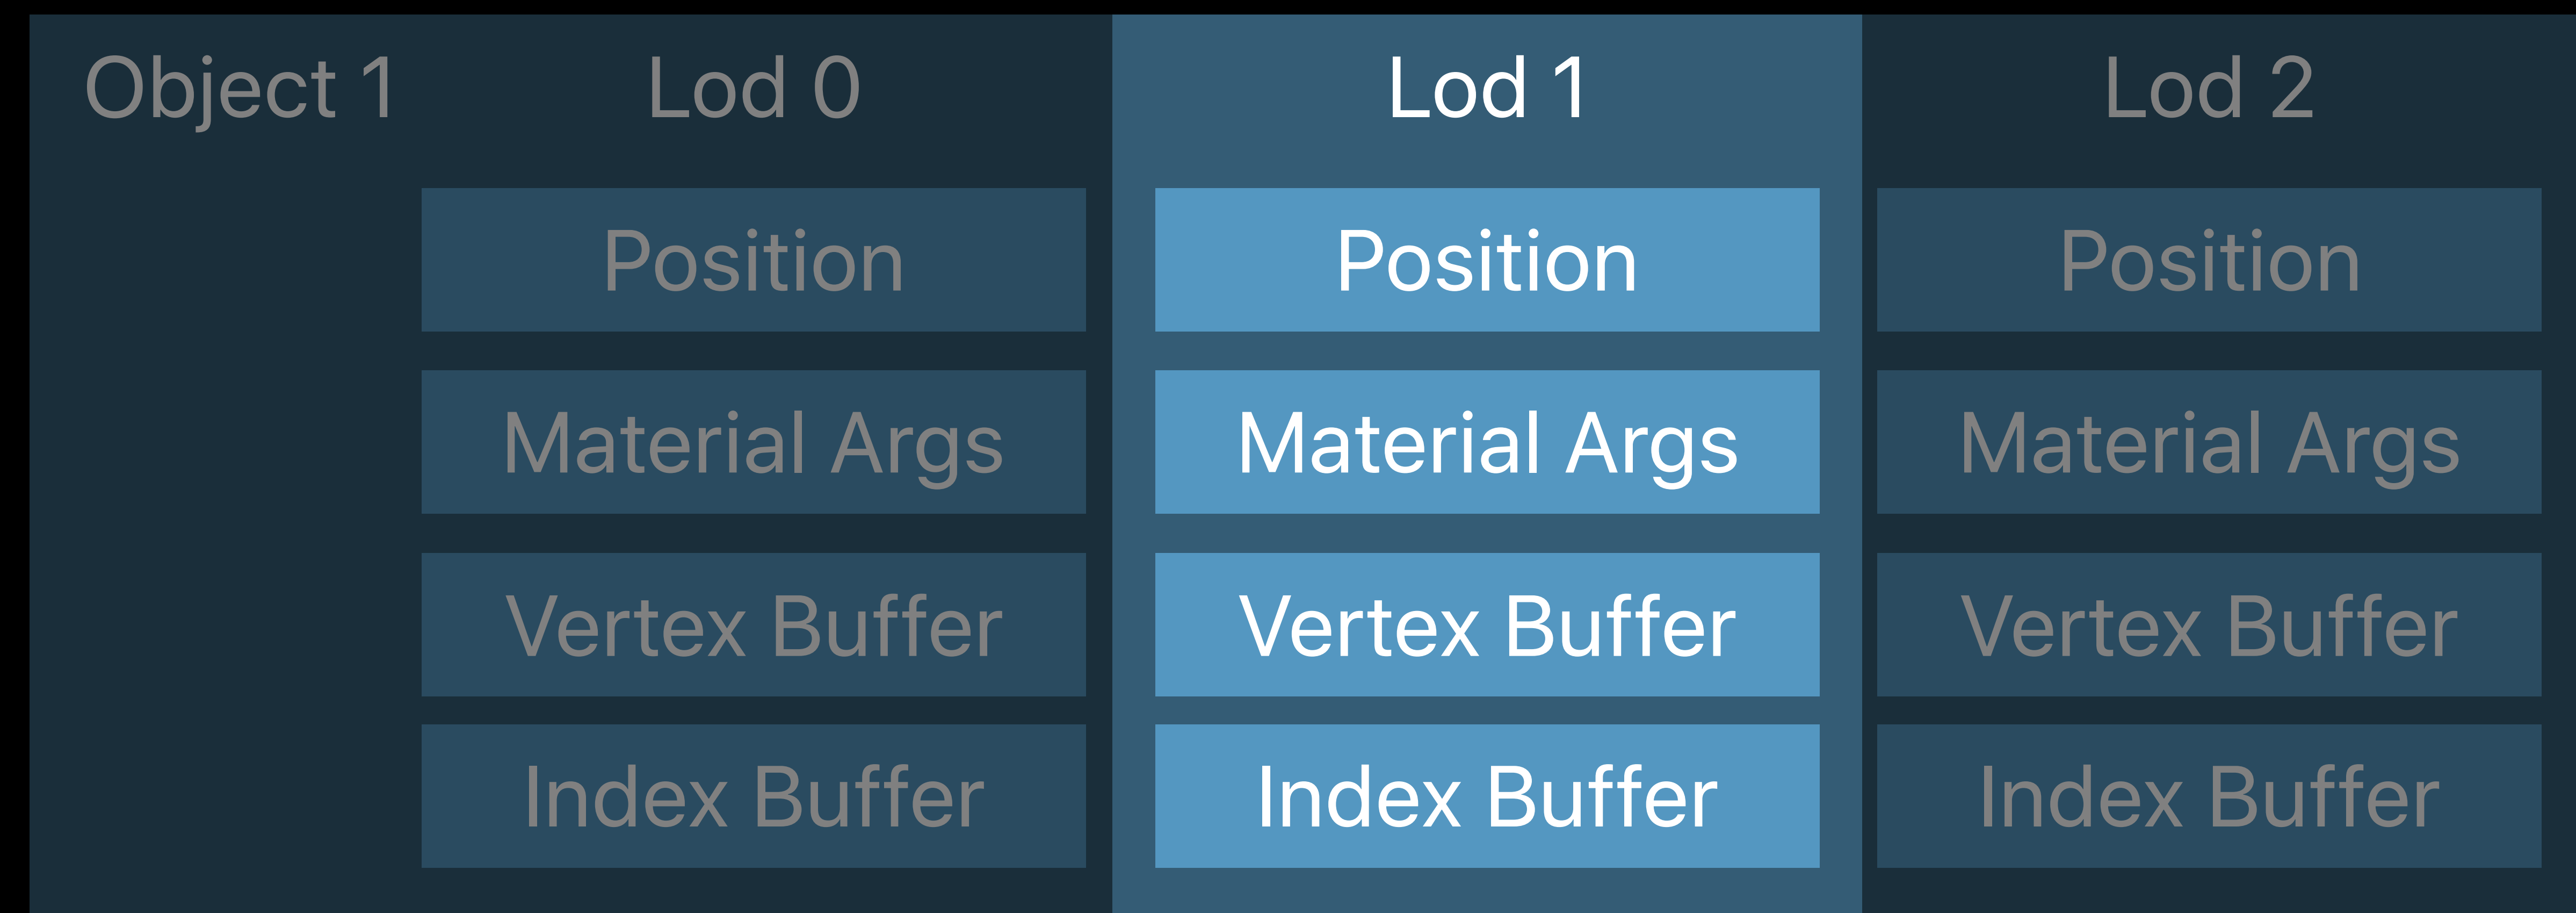 Object 1 Lod 0 Lod 1 Lod 2
Position Position Position
Material Args Material Args Material Args
Vertex Buffer Vertex Buffer Vertex Buffer
Index Buffer Index Buffer Index Buffer